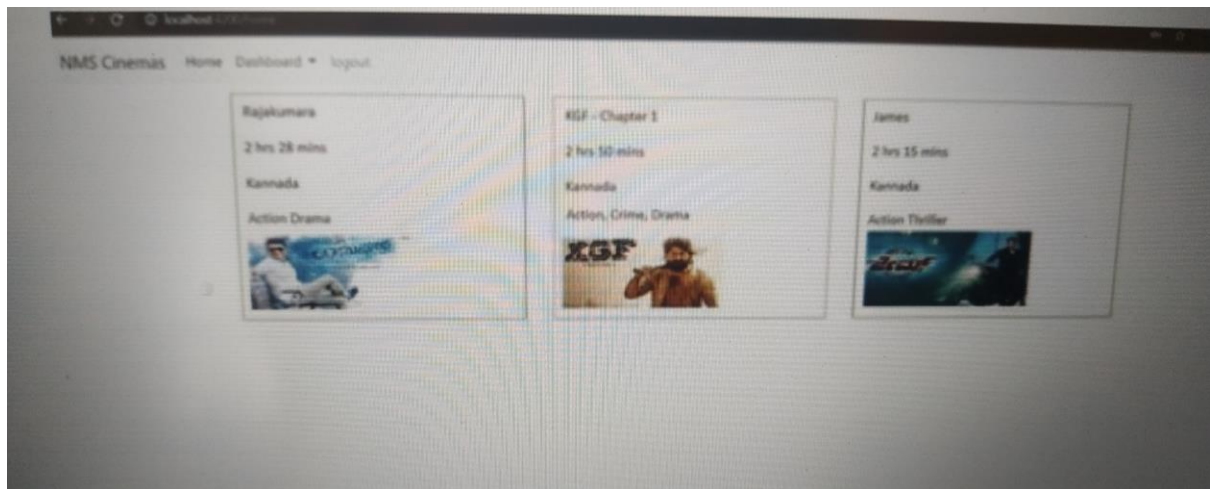 localhost
NMS Cinemas Home Dashboard logout
Rajakumara
2 hrs 28 mins
Kannada
Action Drama
KGF - Chapter 1
2 hrs 50 mins
Kannada
Action, Crime, Drama
KGF
James
2 hrs 15 mins
Kannada
Action Thriller
ಜೇಮ್ಸ್